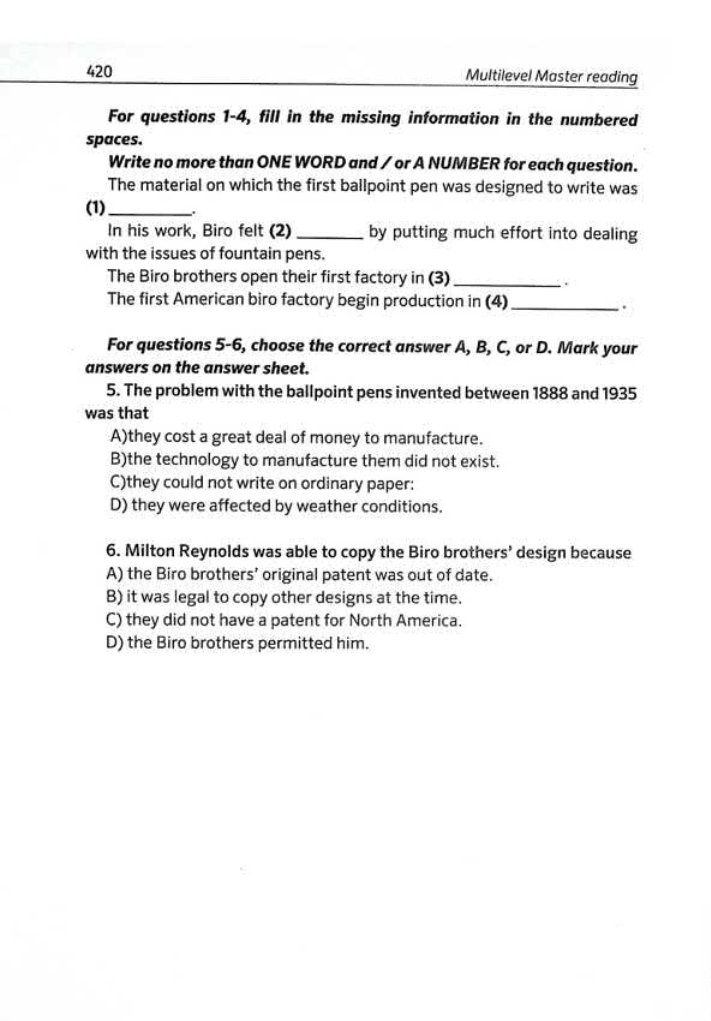 420
Multilevel Master reading
For questions 1-4, fill in the missing information in the numbered
spaces.
Write no more than ONE WORD and / or A NUMBER for each question.
The material on which the first ballpoint pen was designed to write was
(1) __________.
In his work, Biro felt (2) ________ by putting much effort into dealing
with the issues of fountain pens.
The Biro brothers open their first factory in (3) _____________ .
The first American biro factory begin production in (4) _____________ .
For questions 5-6, choose the correct answer A, B, C, or D. Mark your
answers on the answer sheet.
5. The problem with the ballpoint pens invented between 1888 and 1935
was that
A)they cost a great deal of money to manufacture.
B)the technology to manufacture them did not exist.
C)they could not write on ordinary paper:
D) they were affected by weather conditions.
6. Milton Reynolds was able to copy the Biro brothers' design because
A) the Biro brothers' original patent was out of date.
B) it was legal to copy other designs at the time.
C) they did not have a patent for North America.
D) the Biro brothers permitted him.